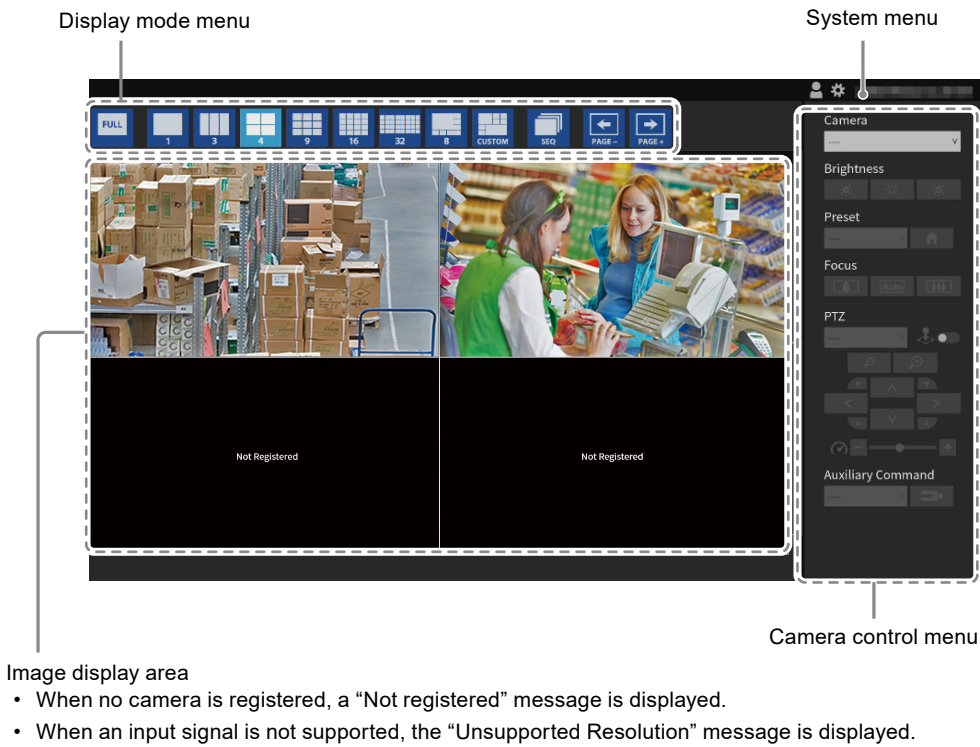 Display mode menu
System menu
FULL
1
3
4
9
16
32
8
CUSTOM
SEQ
PAGE−
PAGE+
Camera
----
Brightness
Preset
----
Focus
Auto
PTZ
----
Auxiliary Command
----
Not Registered
Not Registered
Camera control menu
Image display area
• When no camera is registered, a “Not registered” message is displayed.
• When an input signal is not supported, the “Unsupported Resolution” message is displayed.